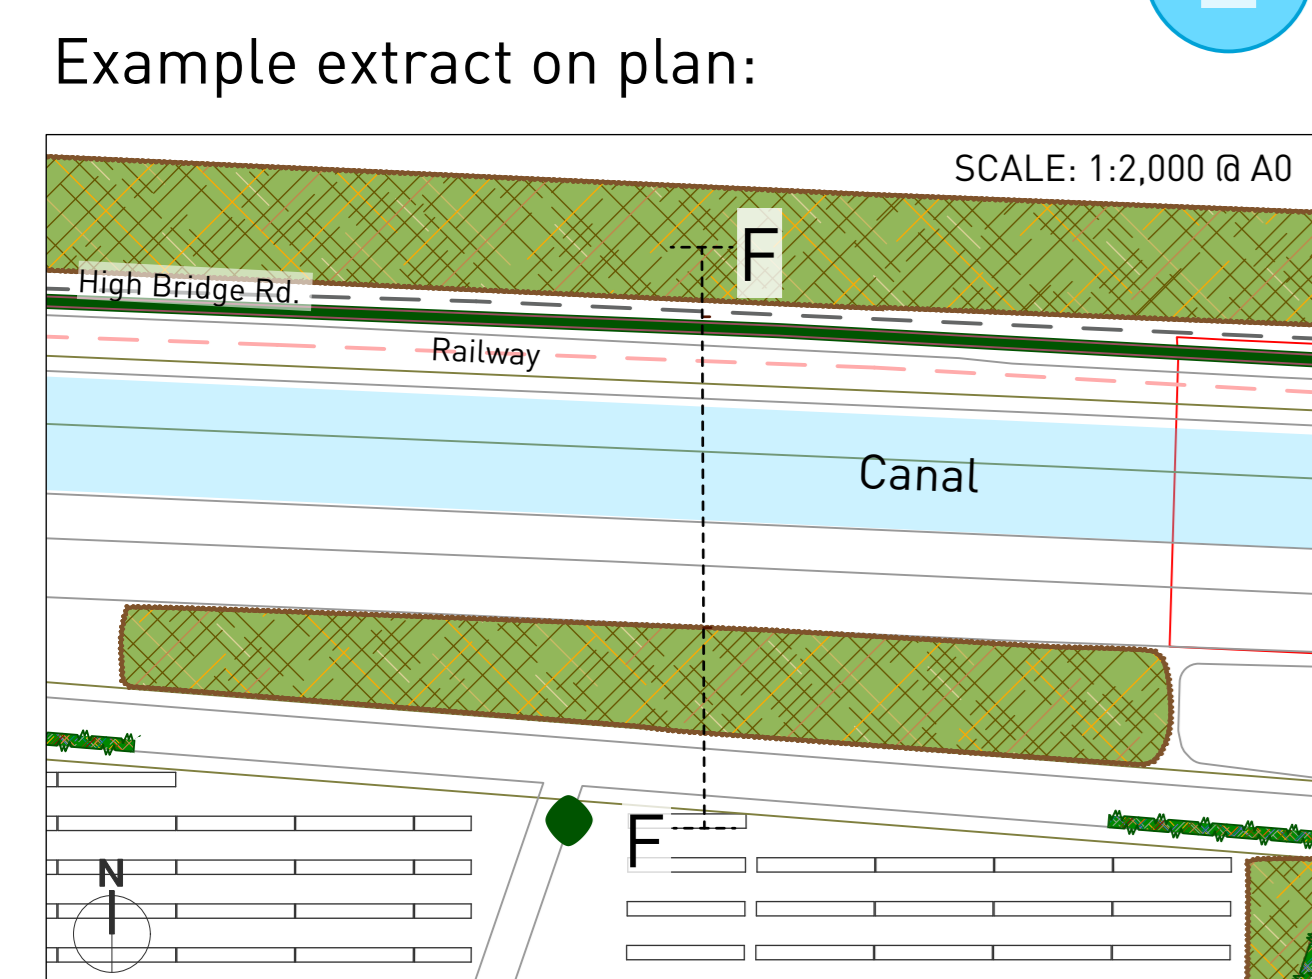 Example extract on plan:
SCALE: 1:2,000 @ A0
F
High Bridge Rd.
Railway
Canal
F
N